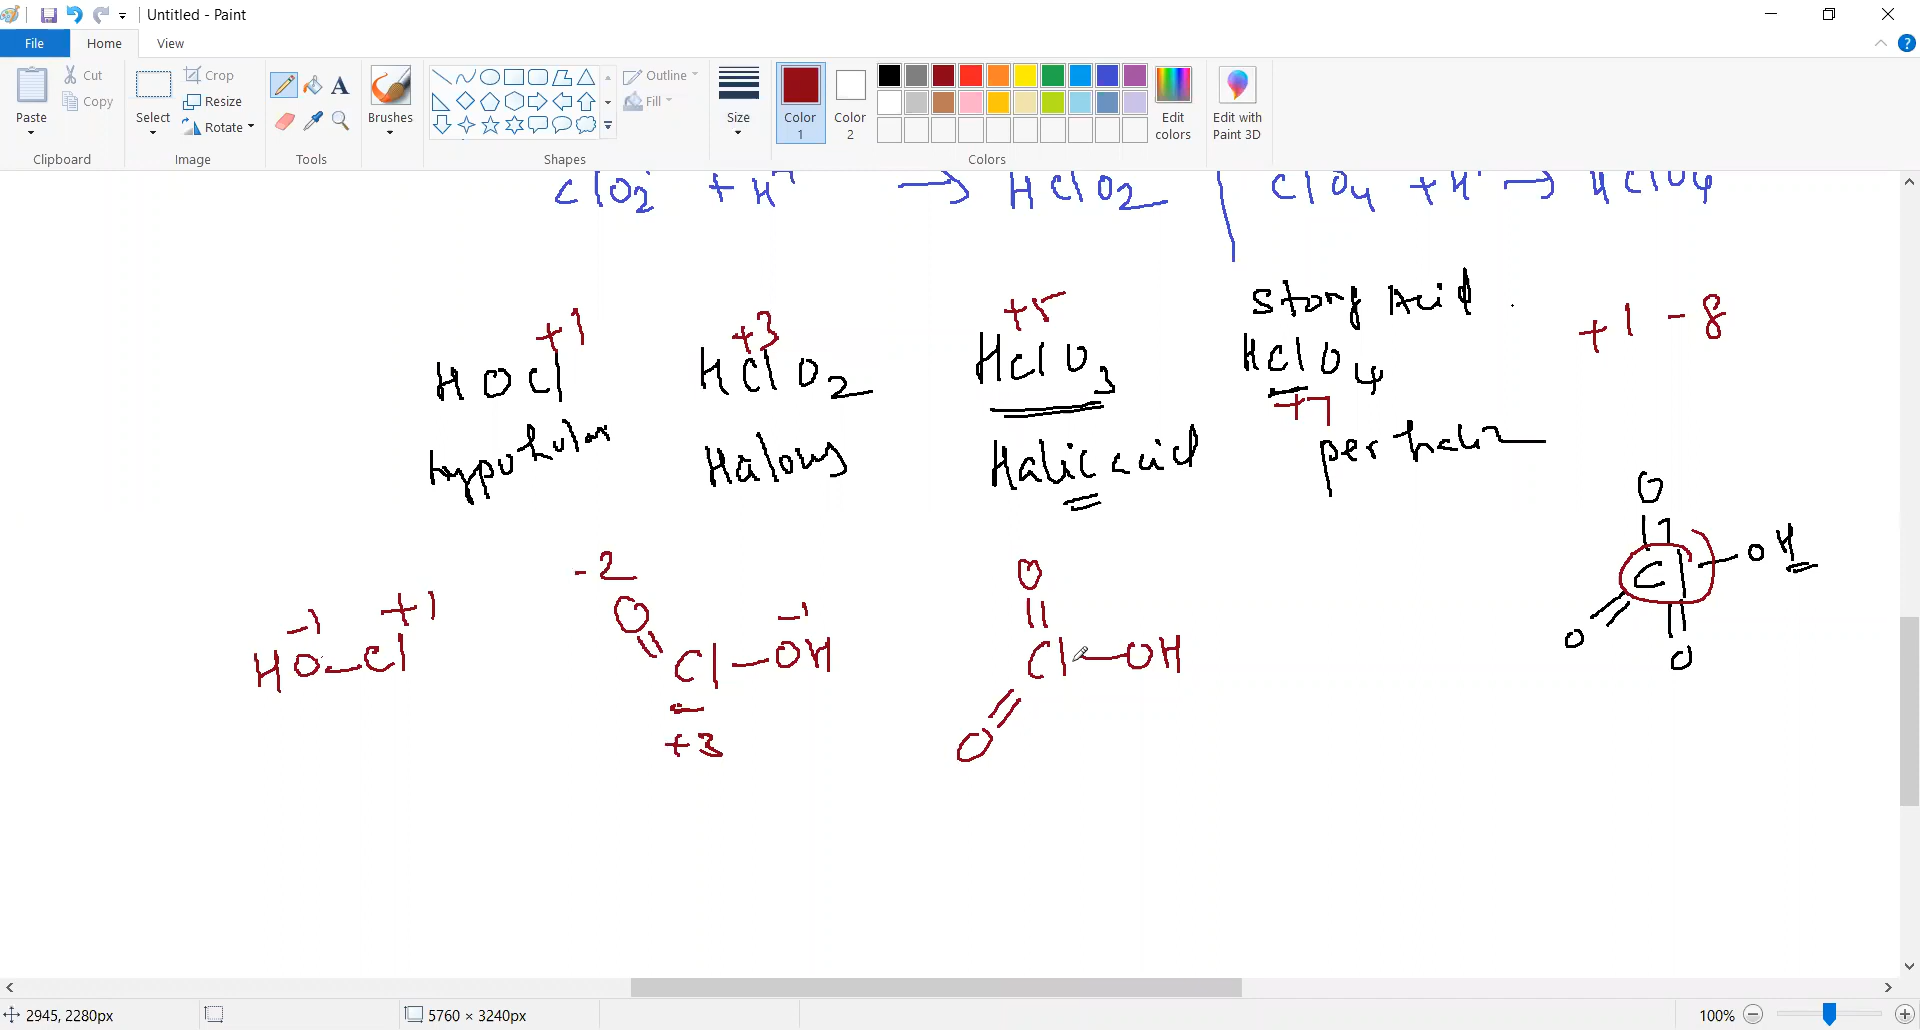 Untitled - Paint
File Home View
Cut
Copy
Paste
Clipboard
Crop
Resize
Rotate
Select
Image
Tools
Brushes
Outline
Fill
Shapes
Size
Color 1
Color 2
Edit colors
Edit with Paint 3D
Colors
ClO2⁻ + H⁺ → HClO2 | ClO4 + H⁺ → HClO4
Strong Acid
+1 +3 +5 +1 - 8
HOCl HClO2 HClO3 HClO4
+7
Halous Halic acid
O
Cl - OH
O O
-2 O
-1 +1 O -1
HO-Cl Cl-OH Cl-OH
+3 O
2945, 2280px
5760 × 3240px
100%